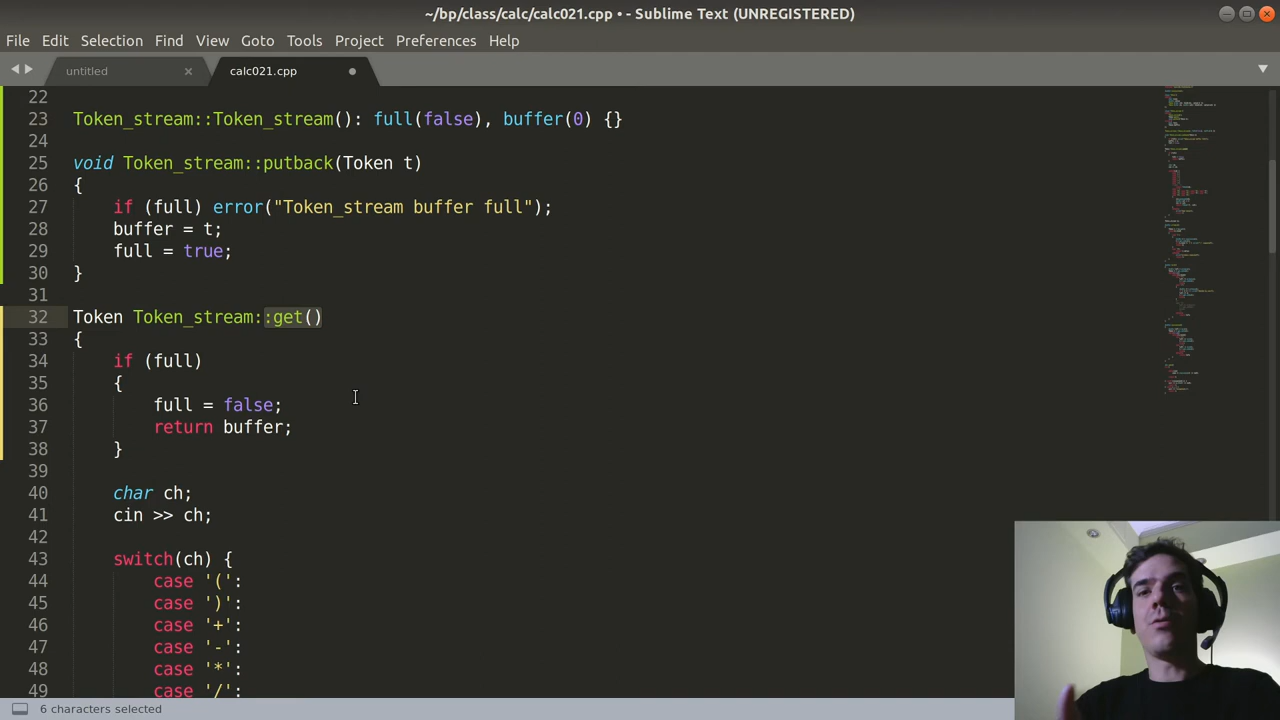 ~/bp/class/calc/calc021.cpp • - Sublime Text (UNREGISTERED)
File Edit Selection Find View Goto Tools Project Preferences Help
untitled calc021.cpp
22
23 Token_stream::Token_stream(): full(false), buffer(0) {}
24
25 void Token_stream::putback(Token t)
26 {
27 if (full) error("Token_stream buffer full");
28 buffer = t;
29 full = true;
30 }
31
32 Token Token_stream::get()
33 {
34 if (full)
35 {
36 full = false;
37 return buffer;
38 }
39
40 char ch;
41 cin >> ch;
42
43 switch(ch) {
44 case '(':
45 case ')':
46 case '+':
47 case '-':
48 case '*':
49 case '/':
6 characters selected